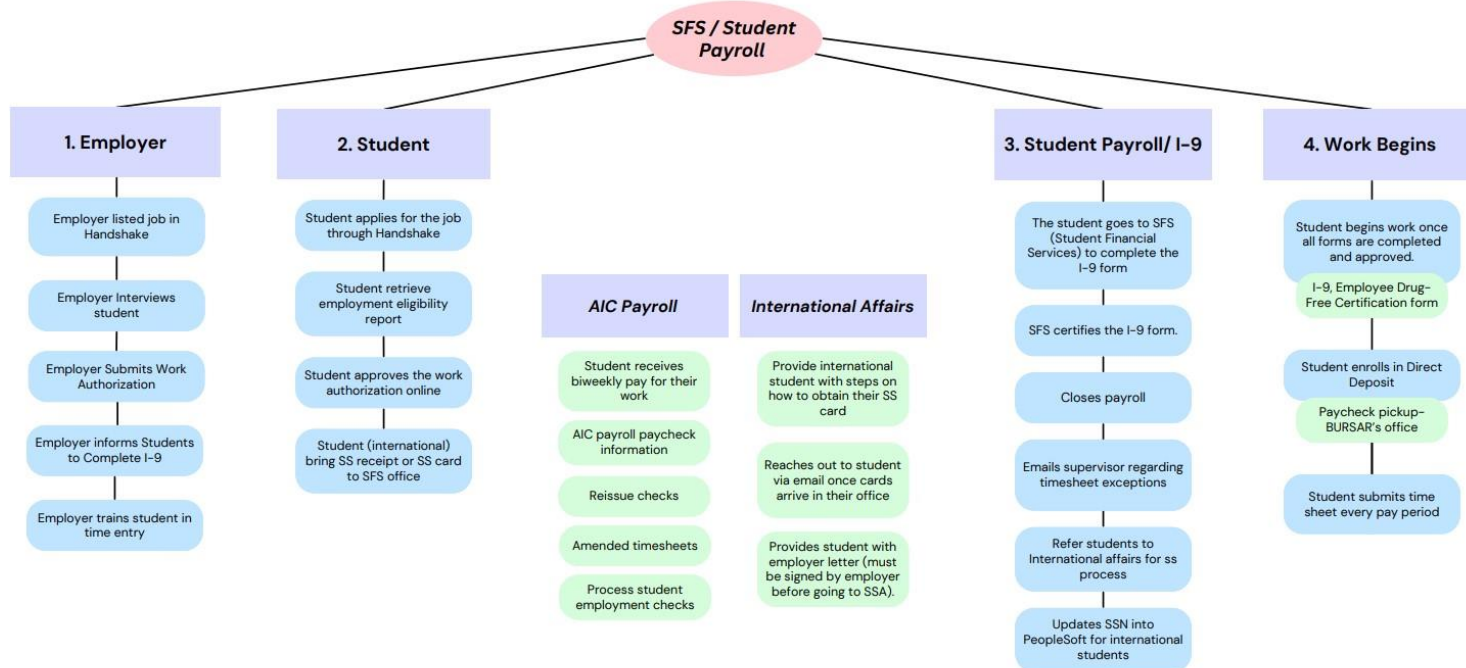 SFS / Student
Payroll
1. Employer
Employer listed job in
Handshake
Employer Interviews
student
Employer Submits Work
Authorization
Employer informs Students
to Complete I-9
Employer trains student in
time entry
2. Student
Student applies for the job
through Handshake
Student retrieve
employment eligibility
report
Student approves the work
authorization online
Student (international)
bring SS receipt or SS card
to SFS office
AIC Payroll
Student receives
biweekly pay for their
work
AIC payroll paycheck
information
Reissue checks
Amended timesheets
Process student
employment checks
International Affairs
Provide international
student with steps on
how to obtain their SS
card
Reaches out to student
via email once cards
arrive in their office
Provides student with
employer letter (must
be signed by employer
before going to SSA).
3. Student Payroll/ I-9
The student goes to SFS
(Student Financial
Services) to complete the
I-9 form
SFS certifies the I-9 form.
Closes payroll
Emails supervisor regarding
timesheet exceptions
Refer students to
International affairs for ss
process
Updates SSN into
PeopleSoft for international
students
4. Work Begins
Student begins work once
all forms are completed
and approved.
I-9, Employee Drug-
Free Certification form
Student enrolls in Direct
Deposit
Paycheck pickup-
BURSAR's office
Student submits time
sheet every pay period